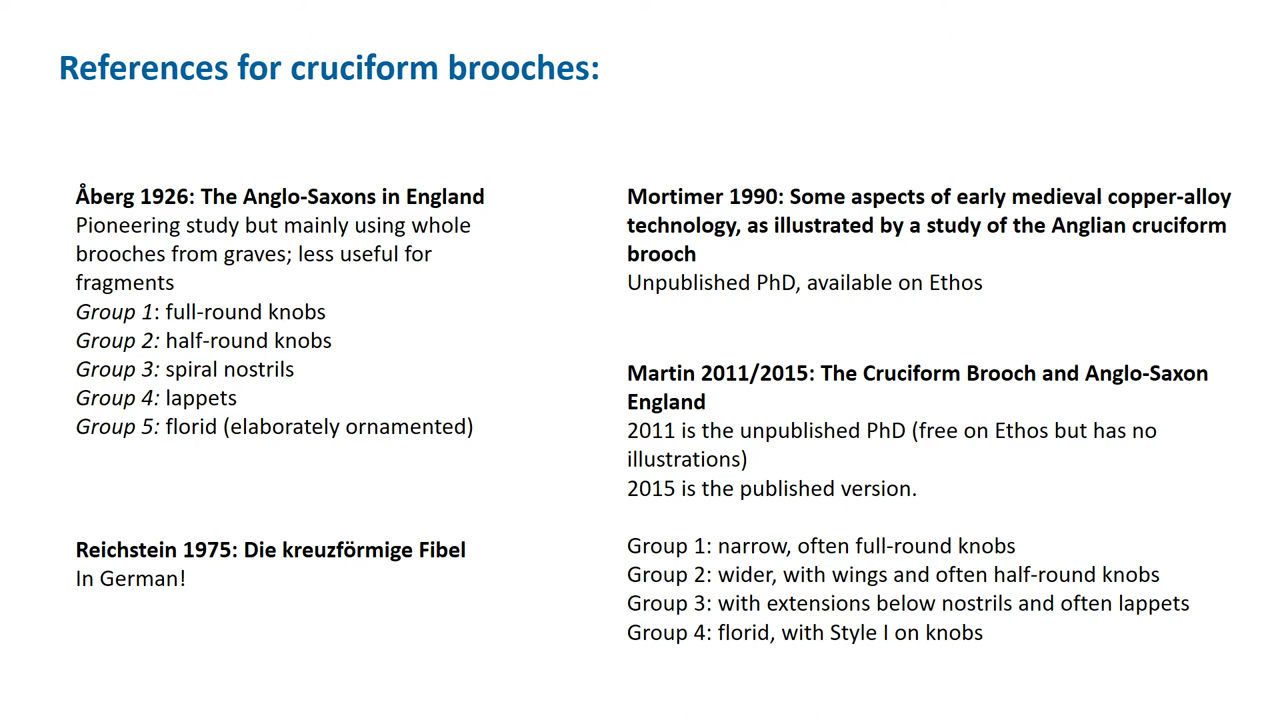 References for cruciform brooches:
Åberg 1926: The Anglo-Saxons in England
Pioneering study but mainly using whole
brooches from graves; less useful for
fragments
Group 1: full-round knobs
Group 2: half-round knobs
Group 3: spiral nostrils
Group 4: lappets
Group 5: florid (elaborately ornamented)
Reichstein 1975: Die kreuzförmige Fibel
In German!
Mortimer 1990: Some aspects of early medieval copper-alloy
technology, as illustrated by a study of the Anglian cruciform
brooch
Unpublished PhD, available on Ethos
Martin 2011/2015: The Cruciform Brooch and Anglo-Saxon
England
2011 is the unpublished PhD (free on Ethos but has no
illustrations)
2015 is the published version.
Group 1: narrow, often full-round knobs
Group 2: wider, with wings and often half-round knobs
Group 3: with extensions below nostrils and often lappets
Group 4: florid, with Style I on knobs